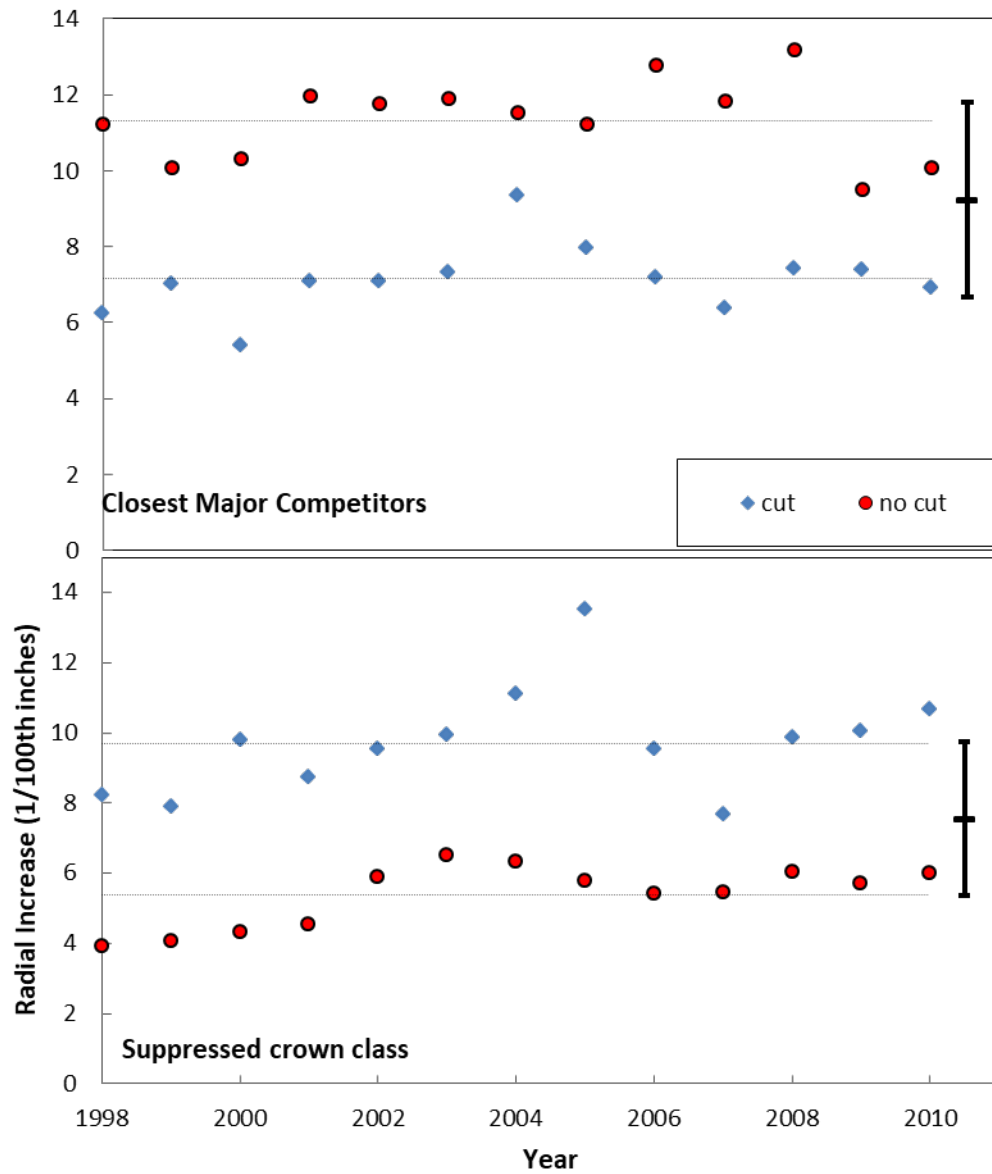 14
12
10
8
6
4
2
0
Closest Major Competitors
cut no cut
14
12
10
8
6
4
2
0
Radial Increase (1/100th inches)
Suppressed crown class
1998 2000 2002 2004 2006 2008 2010
Year